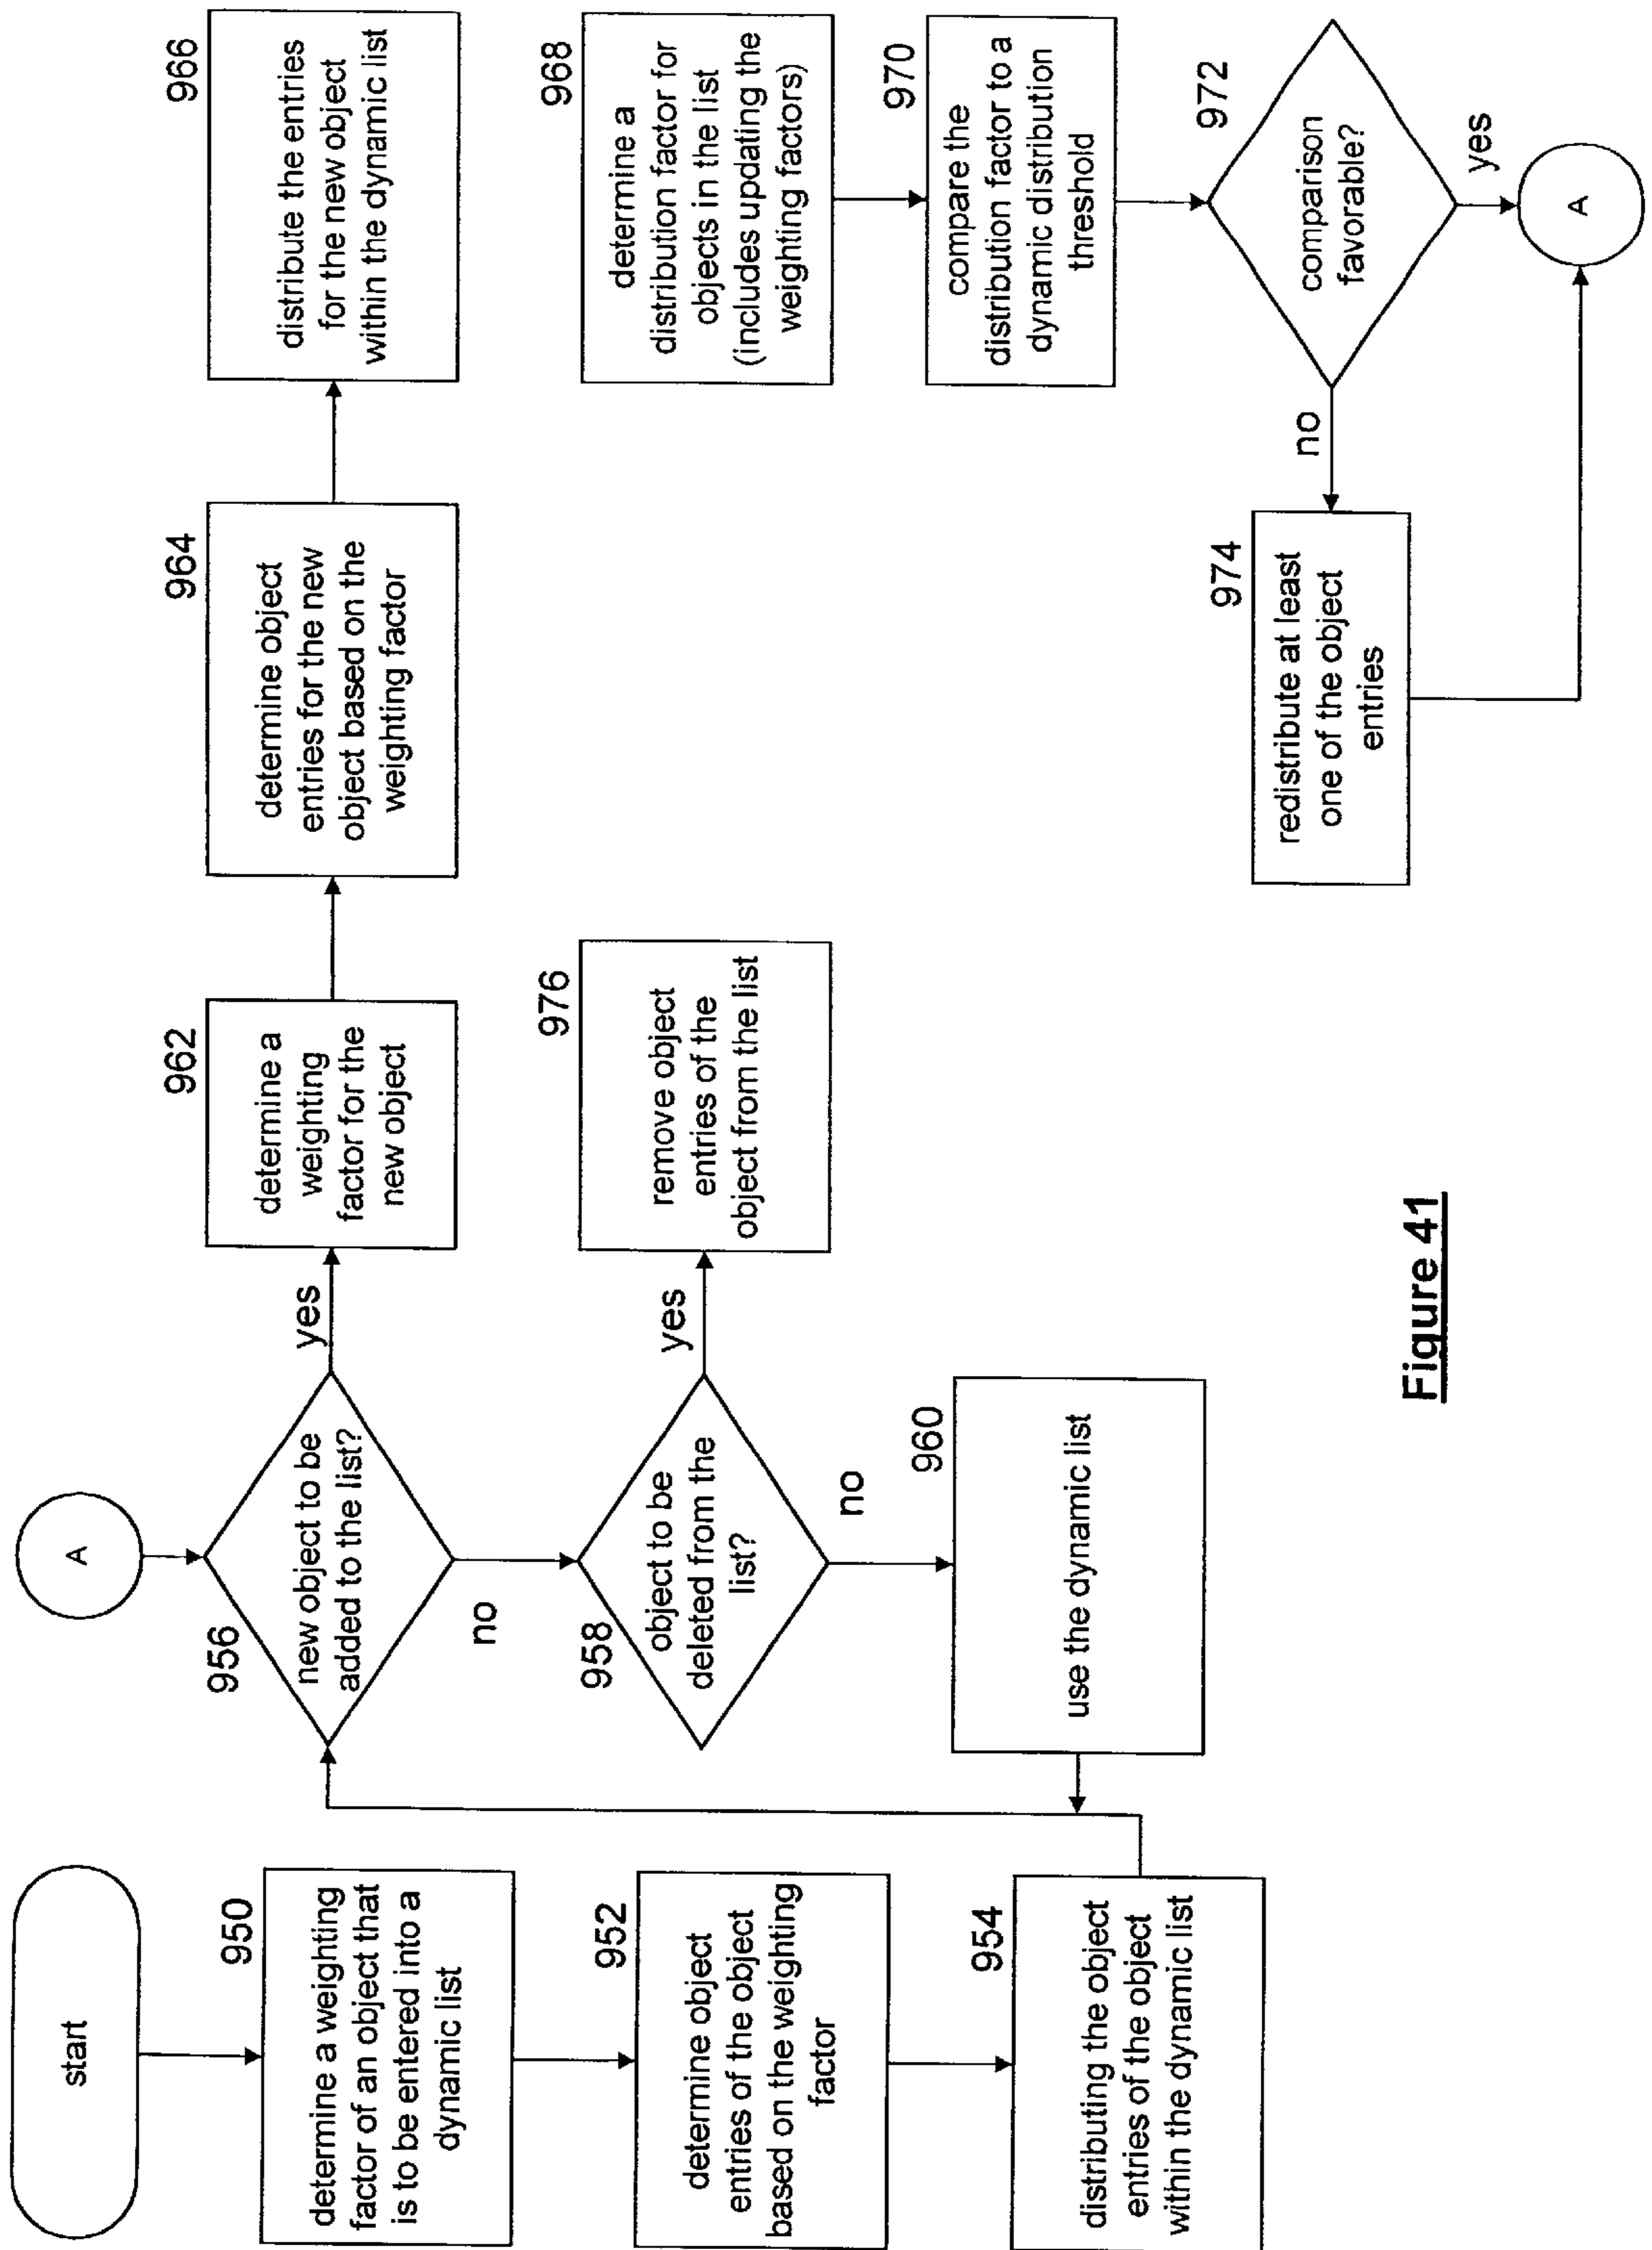 start
950
determine a weighting
factor of an object that
is to be entered into a
dynamic list
952
determine object
entries of the object
based on the weighting
factor
954
distributing the object
entries of the object
within the dynamic list
A
956
new object to be
added to the list?
yes
no
958
object to be
deleted from the
list?
yes
no
960
use the dynamic list
962
determine a
weighting
factor for the
new object
964
determine object
entries for the new
object based on the
weighting factor
966
distribute the entries
for the new object
within the dynamic list
976
remove object
entries of the
object from the list
968
determine a
distribution factor for
objects in the list
(includes updating the
weighting factors)
970
compare the
distribution factor to a
dynamic distribution
threshold
972
comparison
favorable?
no
yes
974
redistribute at least
one of the object
entries
A
Figure 41